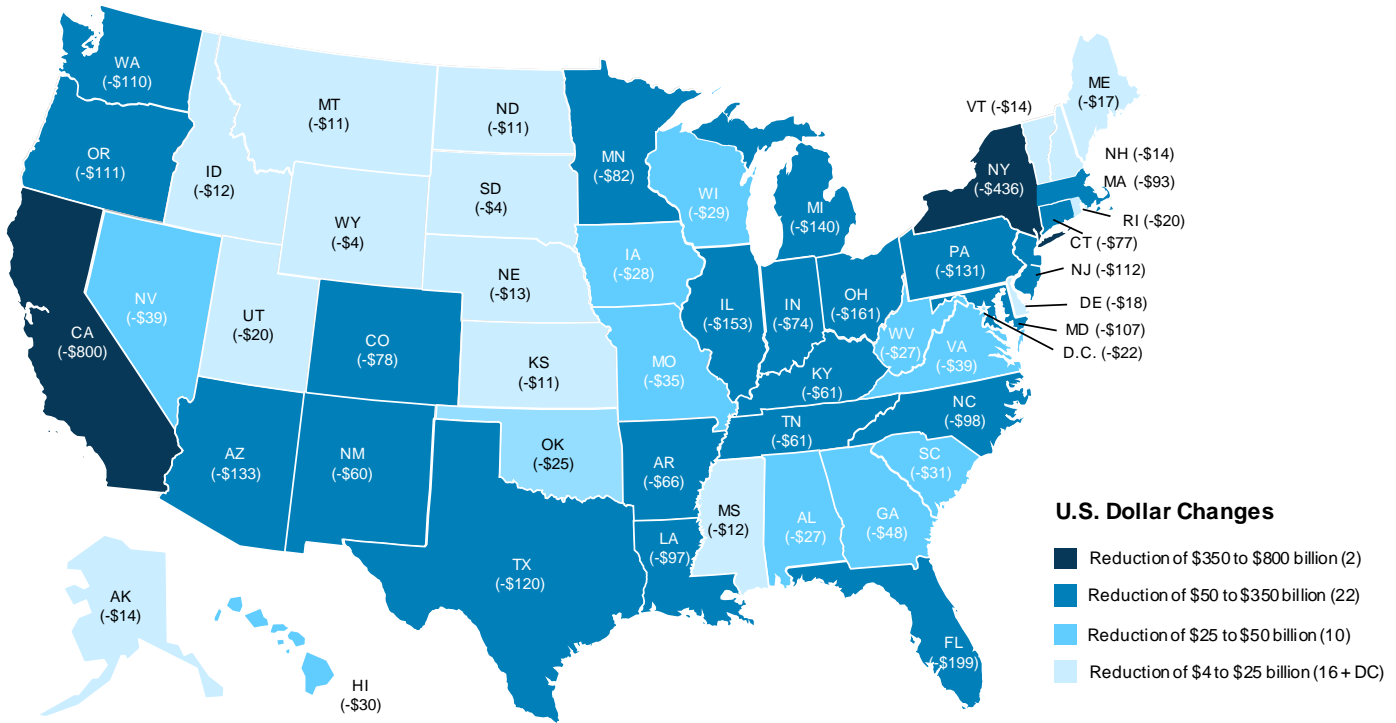 WA
(-$110)
OR
(-$111)
CA
(-$800)
NV
(-$39)
ID
(-$12)
MT
(-$11)
WY
(-$4)
UT
(-$20)
AZ
(-$133)
CO
(-$78)
NM
(-$60)
ND
(-$11)
SD
(-$4)
NE
(-$13)
KS
(-$11)
OK
(-$25)
TX
(-$120)
MN
(-$82)
IA
(-$28)
MO
(-$35)
AR
(-$66)
LA
(-$97)
WI
(-$29)
IL
(-$153)
MI
(-$140)
IN
(-$74)
OH
(-$161)
KY
(-$61)
TN
(-$61)
MS
(-$12)
AL
(-$27)
GA
(-$48)
FL
(-$199)
SC
(-$31)
NC
(-$98)
VA
(-$39)
WV
(-$27)
PA
(-$131)
NY
(-$436)
VT (-$14)
ME
(-$17)
NH (-$14)
MA (-$93)
RI (-$20)
CT (-$77)
NJ (-$112)
DE (-$18)
MD (-$107)
D.C. (-$22)
AK
(-$14)
HI
(-$30)
U.S. Dollar Changes
Reduction of $350 to $800 billion (2)
Reduction of $50 to $350 billion (22)
Reduction of $25 to $50 billion (10)
Reduction of $4 to $25 billion (16 + DC)